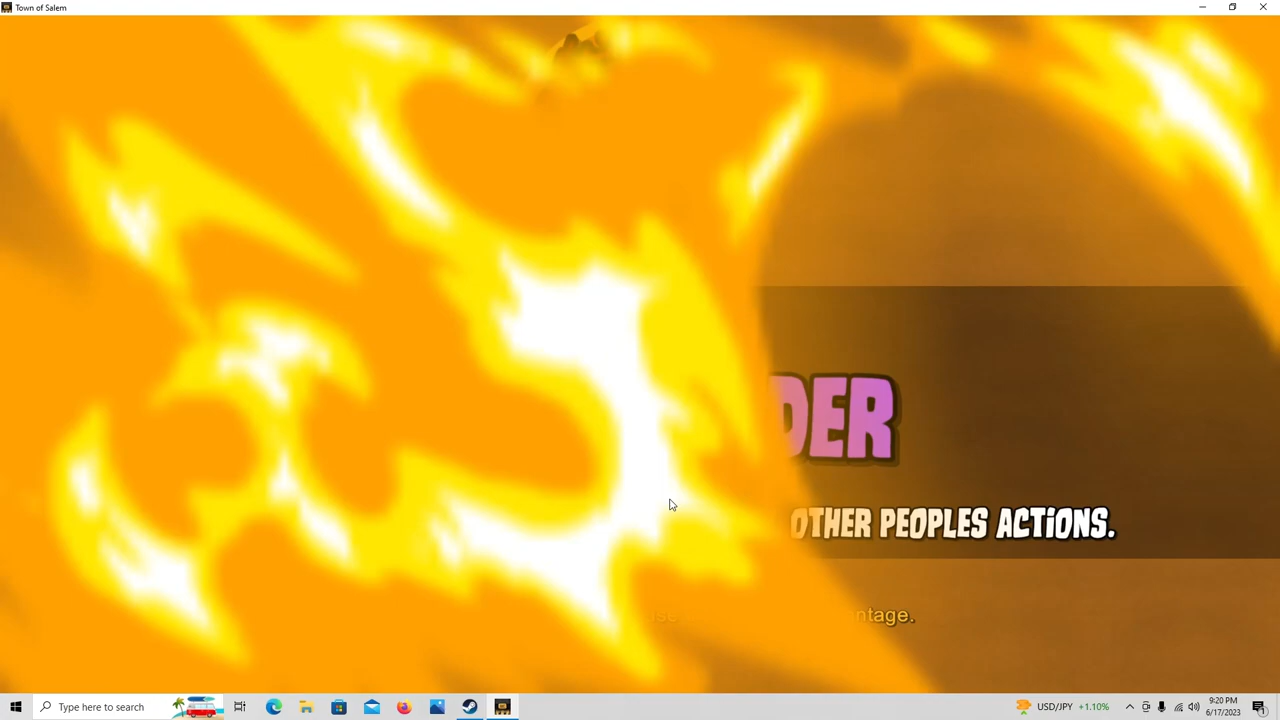 Town of Salem
DER
OTHER PEOPLES ACTIONS.
ntage.
Type here to search
USD/JPY +1.10%
9:20 PM
6/17/2023
1